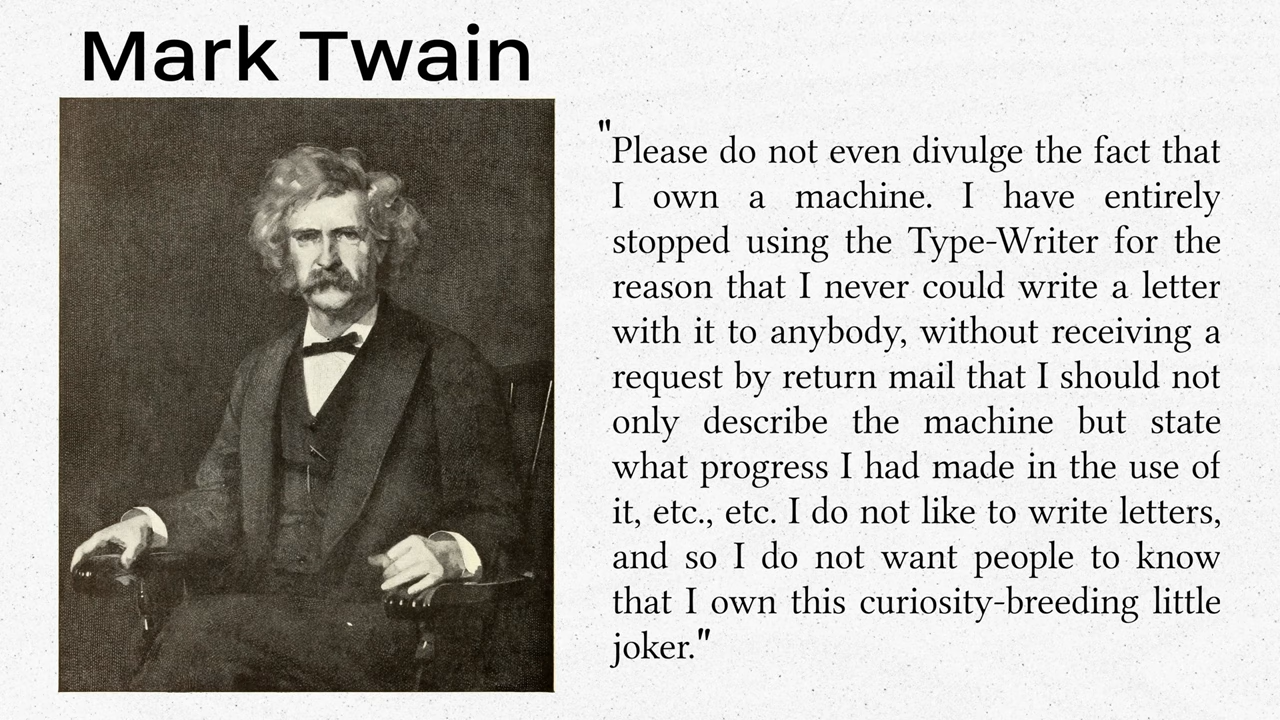 Mark Twain
"Please do not even divulge the fact that
I own a machine. I have entirely
stopped using the Type-Writer for the
reason that I never could write a letter
with it to anybody, without receiving a
request by return mail that I should not
only describe the machine but state
what progress I had made in the use of
it, etc., etc. I do not like to write letters,
and so I do not want people to know
that I own this curiosity-breeding little
joker."